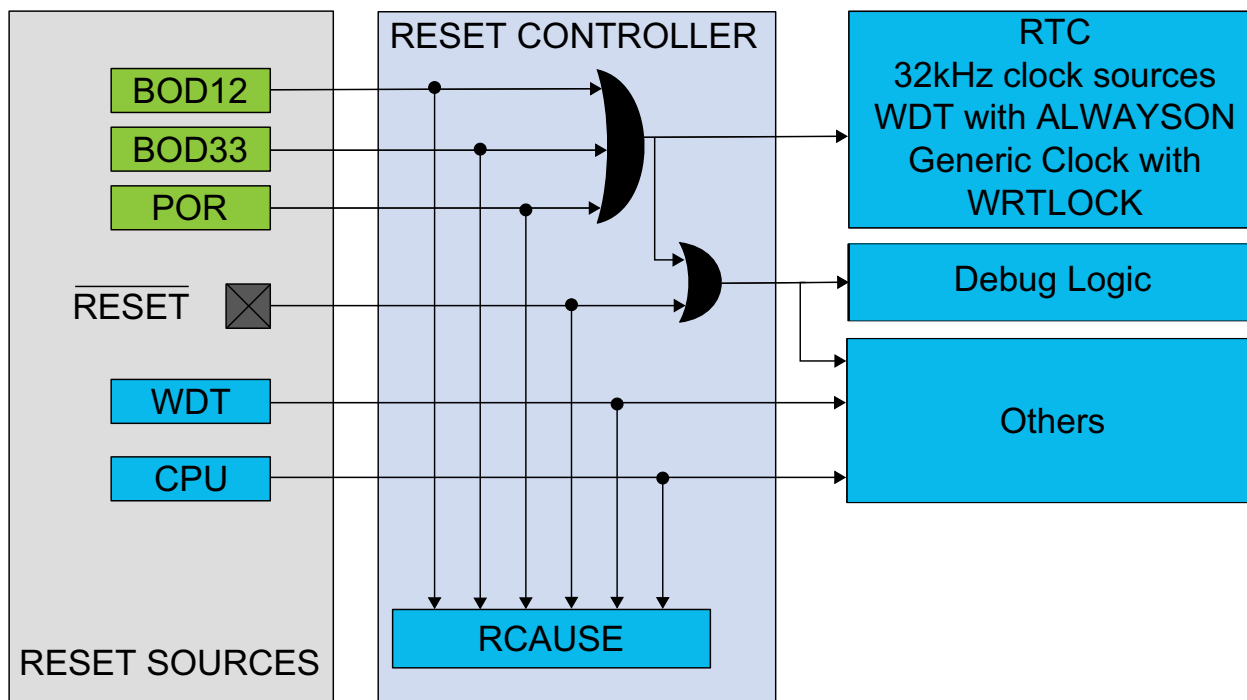 RESET SOURCES
BOD12
BOD33
POR
RESET
WDT
CPU
RESET CONTROLLER
RCAUSE
RTC
32kHz clock sources
WDT with ALWAYSON
Generic Clock with
WRTLOCK
Debug Logic
Others